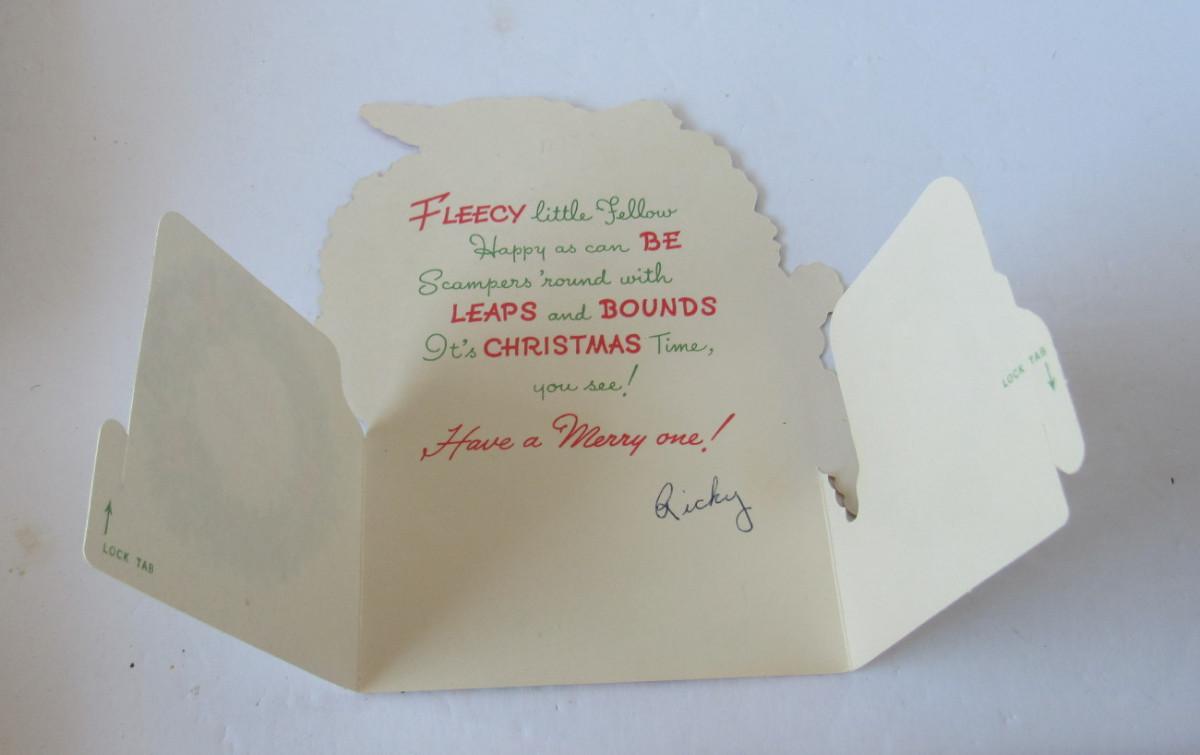 FLEECY little Fellow
Happy as can BE
Scampers 'round with
LEAPS and BOUNDS
It's CHRISTMAS Time,
you see!
Have a Merry one!
Ricky
LOCK TAB
LOCK TAB